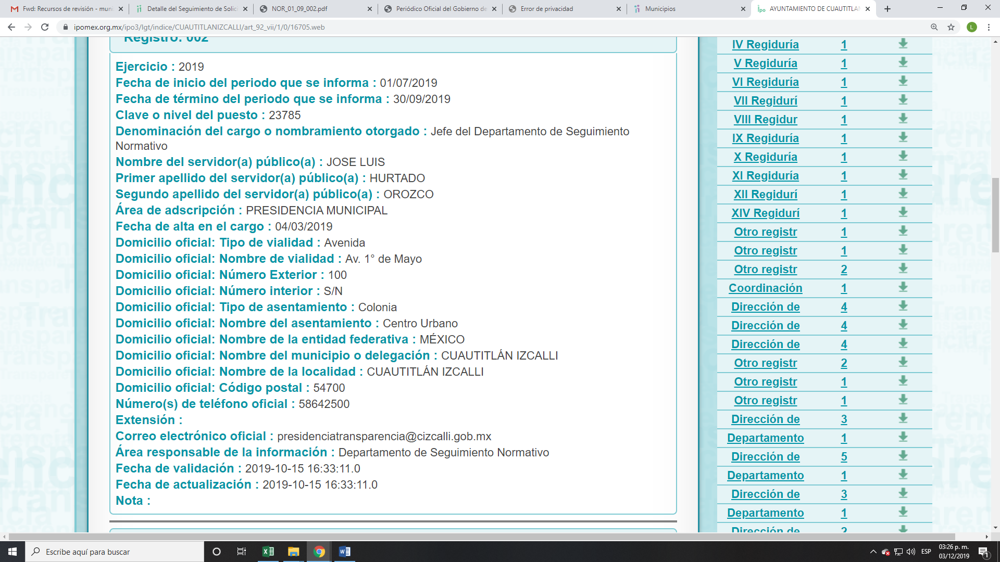 Fwd: Recursos de revisión - muni
Detalle del Seguimiento de Solici
NOR_01_09_002.pdf
Periódico Oficial del Gobierno de
Error de privacidad
Municipios
AYUNTAMIENTO DE CUAUTITLAN
ipomex.org.mx/ipo3/lgt/indice/CUAUTITLANIZCALLI/art_92_vii/1/0/16705.web
Registro: 002
Ejercicio : 2019
Fecha de inicio del periodo que se informa : 01/07/2019
Fecha de término del periodo que se informa : 30/09/2019
Clave o nivel del puesto : 23785
Denominación del cargo o nombramiento otorgado : Jefe del Departamento de Seguimiento
Normativo
Nombre del servidor(a) público(a) : JOSE LUIS
Primer apellido del servidor(a) público(a) : HURTADO
Segundo apellido del servidor(a) público(a) : OROZCO
Área de adscripción : PRESIDENCIA MUNICIPAL
Fecha de alta en el cargo : 04/03/2019
Domicilio oficial: Tipo de vialidad : Avenida
Domicilio oficial: Nombre de vialidad : Av. 1° de Mayo
Domicilio oficial: Número Exterior : 100
Domicilio oficial: Número interior : S/N
Domicilio oficial: Tipo de asentamiento : Colonia
Domicilio oficial: Nombre del asentamiento : Centro Urbano
Domicilio oficial: Nombre de la entidad federativa : MÉXICO
Domicilio oficial: Nombre del municipio o delegación : CUAUTITLÁN IZCALLI
Domicilio oficial: Nombre de la localidad : CUAUTITLÁN IZCALLI
Domicilio oficial: Código postal : 54700
Número(s) de teléfono oficial : 58642500
Extensión :
Correo electrónico oficial : presidenciatransparencia@cizcalli.gob.mx
Área responsable de la información : Departamento de Seguimiento Normativo
Fecha de validación : 2019-10-15 16:33:11.0
Fecha de actualización : 2019-10-15 16:33:11.0
Nota :
IV Regiduría 1
V Regiduría 1
VI Regiduría 1
VII Regidurí 1
VIII Regidur 1
IX Regiduría 1
X Regiduría 1
XI Regiduría 1
XII Regidurí 1
XIV Regidurí 1
Otro registr 1
Otro registr 1
Otro registr 2
Coordinación 1
Dirección de 4
Dirección de 4
Dirección de 4
Otro registr 2
Otro registr 1
Otro registr 1
Dirección de 3
Departamento 1
Dirección de 5
Departamento 1
Dirección de 3
Departamento 1
Dirección de 2
Escribe aquí para buscar
ESP
03:26 p. m.
03/12/2019
1